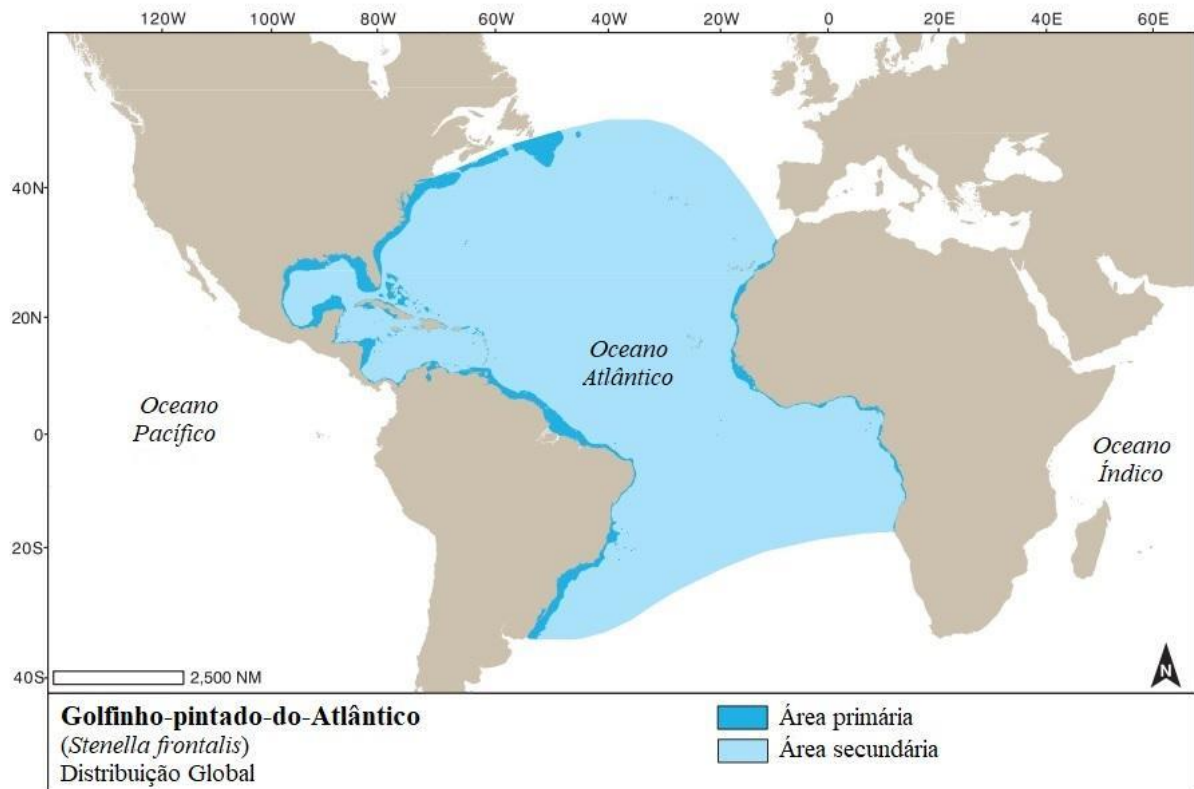 120W 100W 80W 60W 40W 20W 0 20E 40E 60E
40N
20N
0
20S
40S
Oceano
Atlântico
Oceano
Pacífico
Oceano
Índico
2,500 NM
N
Golfinho-pintado-do-Atlântico
(Stenella frontalis)
Distribuição Global
Área primária
Área secundária